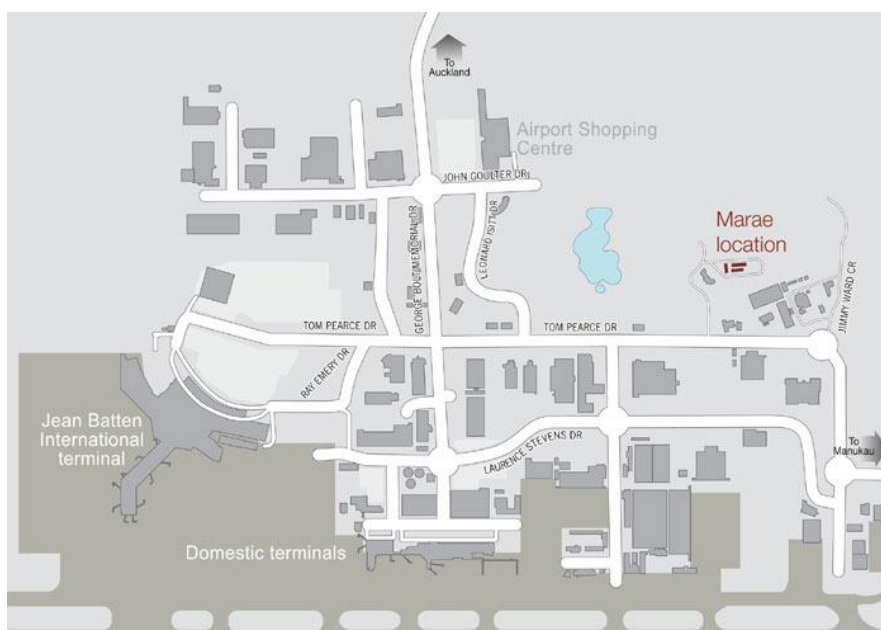 To
Auckland
Airport Shopping
Centre
JOHN GOULTER DR
GEORGE BOLT MEMORIAL DR
LEONARD ISITT DR
Marae
location
JIMMY WARD CR
TOM PEARCE DR
TOM PEARCE DR
RAY EMERY DR
Jean Batten
International
terminal
LAURENCE STEVENS DR
To
Manukau
Domestic terminals